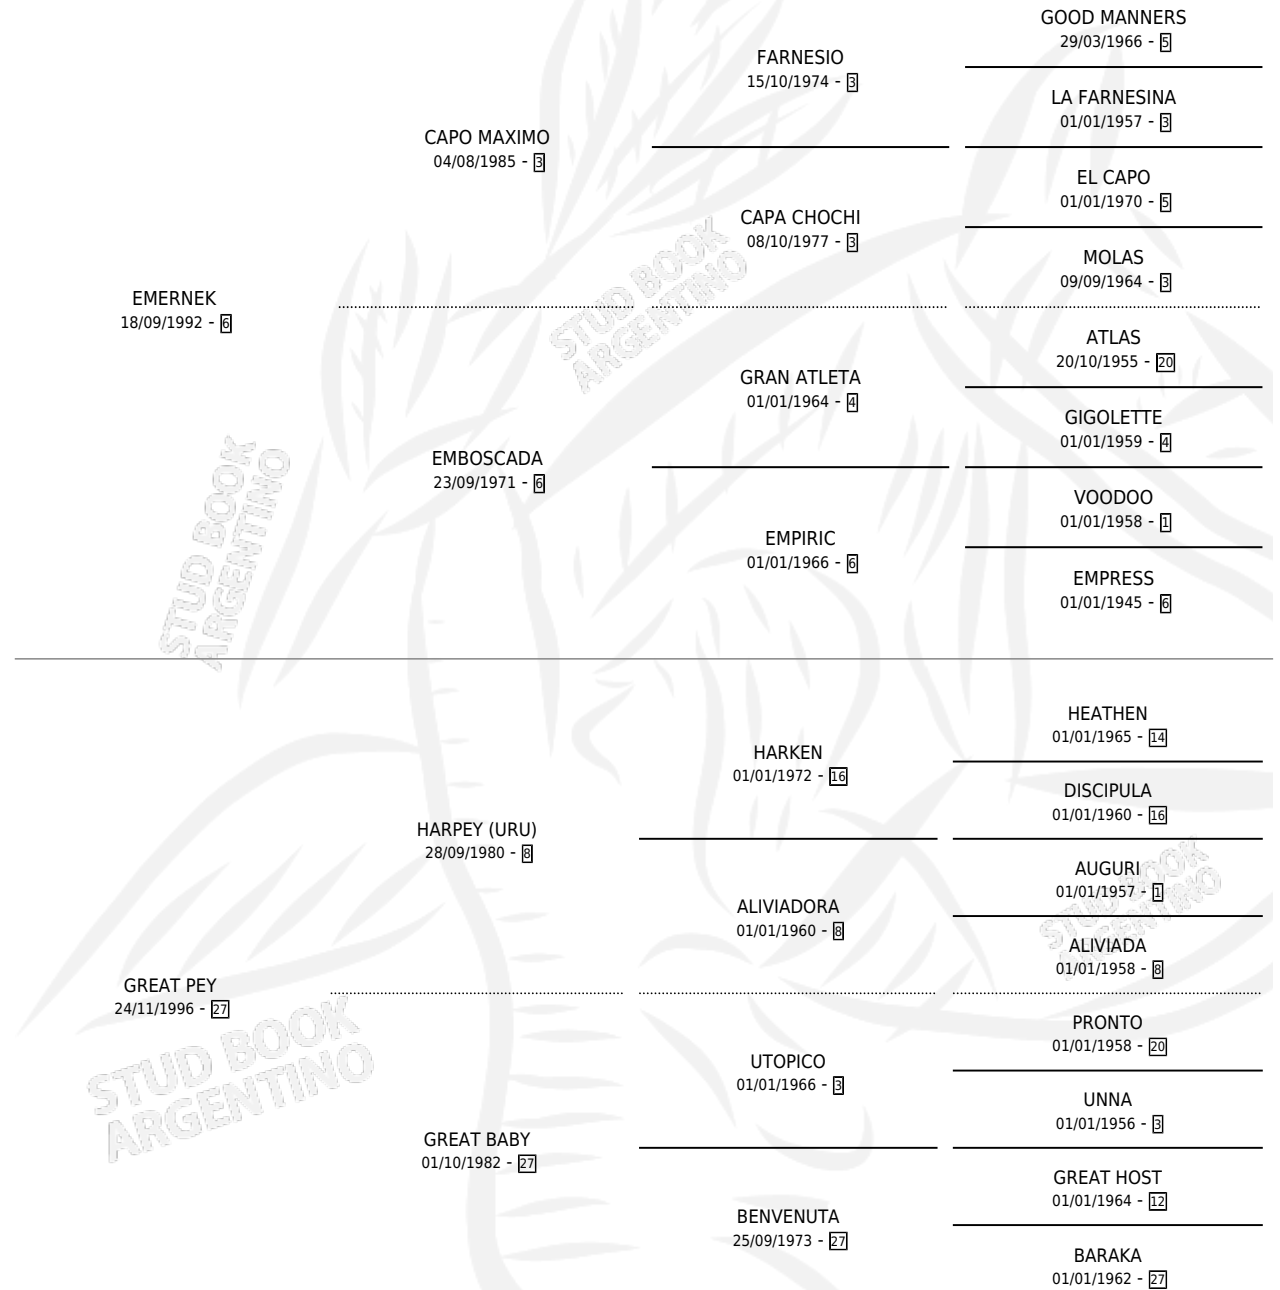 GOOD MANNERS
29/03/1966 - 5
FARNESIO
15/10/1974 - 3
LA FARNESINA
01/01/1957 - 3
CAPO MAXIMO
04/08/1985 - 3
EL CAPO
01/01/1970 - 5
CAPA CHOCHI
08/10/1977 - 3
MOLAS
09/09/1964 - 3
EMERNEK
18/09/1992 - 6
STUD BOOK
ARGENTINO
ATLAS
20/10/1955 - 20
GRAN ATLETA
01/01/1964 - 4
GIGOLETTE
01/01/1959 - 4
EMBOSCADA
23/09/1971 - 6
VOODOO
01/01/1958 - 1
EMPIRIC
01/01/1966 - 6
EMPRESS
01/01/1945 - 6
STUD BOOK
ARGENTINO
HEATHEN
01/01/1965 - 14
HARKEN
01/01/1972 - 16
DISCIPULA
01/01/1960 - 16
HARPEY (URU)
28/09/1980 - 8
AUGURI
01/01/1957 - 1
ALIVIADORA
01/01/1960 - 8
ALIVIADA
01/01/1958 - 8
STUD BOOK
ARGENTINO
GREAT PEY
24/11/1996 - 27
STUD BOOK
ARGENTINO
PRONTO
01/01/1958 - 20
UTOPICO
01/01/1966 - 3
UNNA
01/01/1956 - 3
GREAT BABY
01/10/1982 - 27
GREAT HOST
01/01/1964 - 12
BENVENUTA
25/09/1973 - 27
BARAKA
01/01/1962 - 27